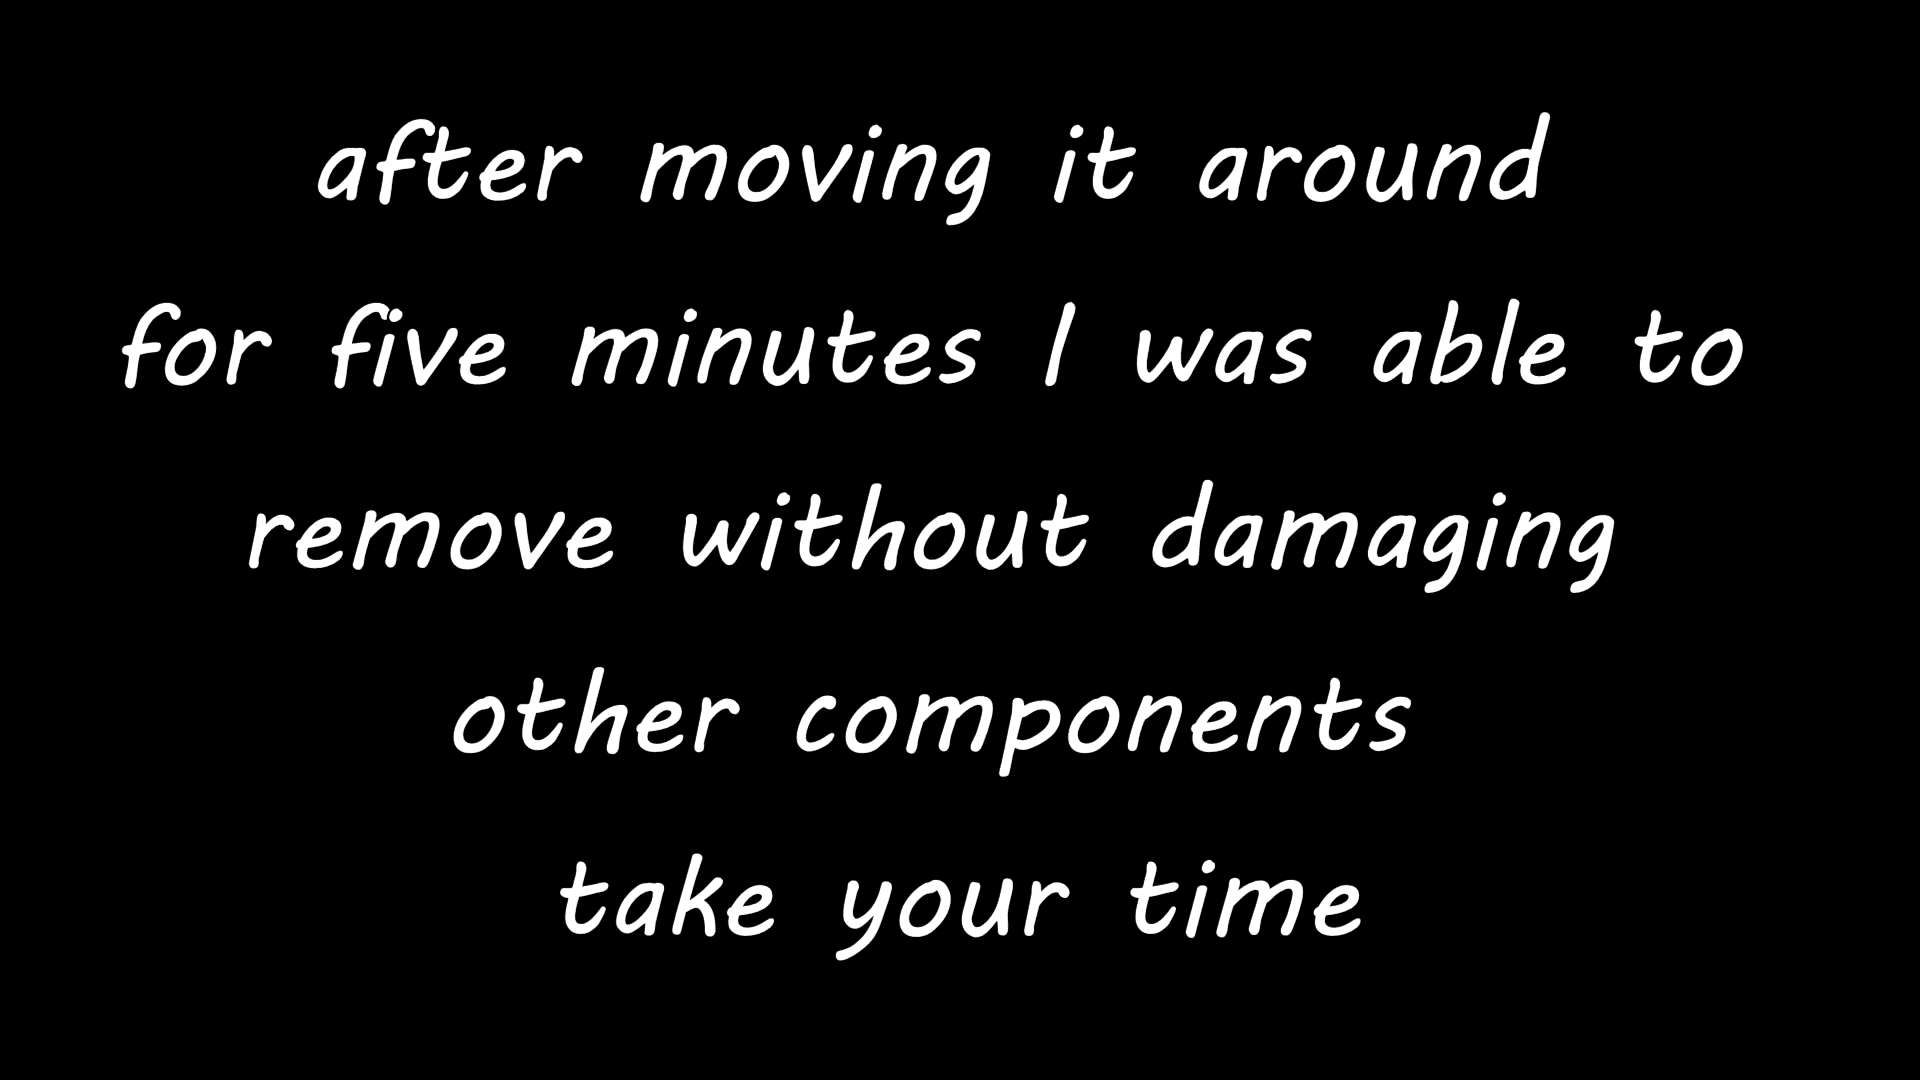 after moving it around
for five minutes I was able to
remove without damaging
other components
take your time